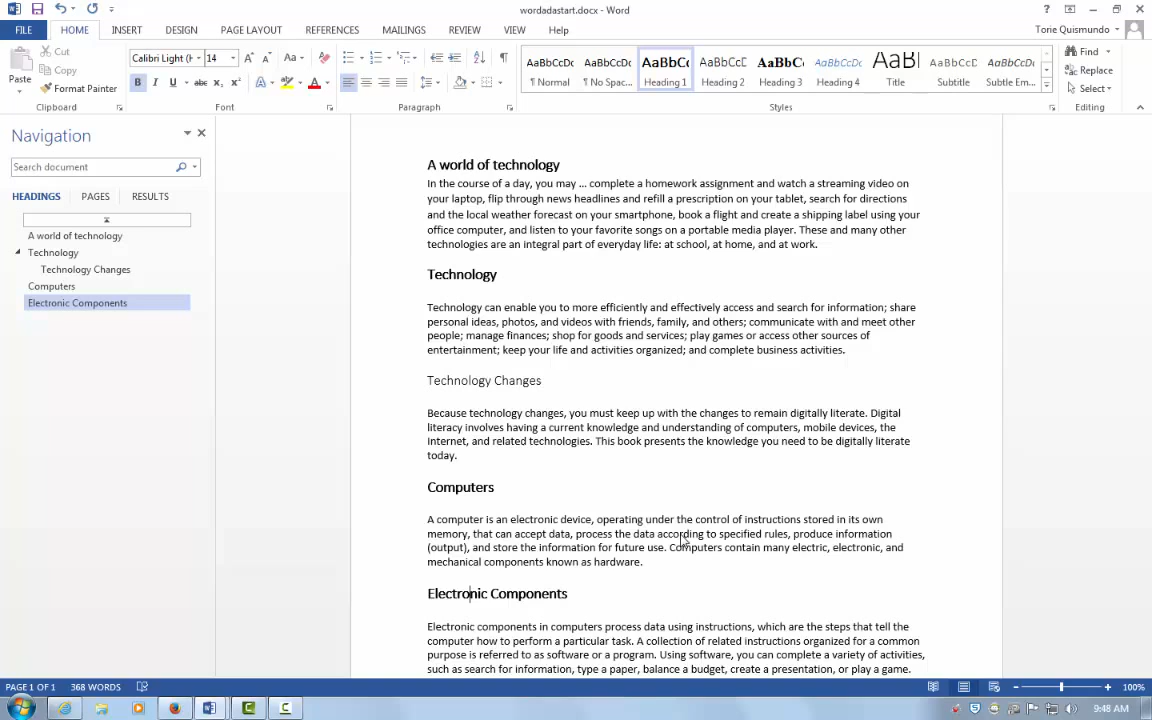 wordadastart.docx - Word
FILE HOME INSERT DESIGN PAGE LAYOUT REFERENCES MAILINGS REVIEW VIEW Help
Torie Quismundo
Paste
Cut
Copy
Format Painter
Clipboard
Calibri Light (H 14
Font
Paragraph
AaBbCcDc AaBbCcDc AaBbCc AaBbCcD AaBbCc AaBbCcDc AaBl AaBbCcD AaBbCcDc
¶ Normal ¶ No Spac... Heading 1 Heading 2 Heading 3 Heading 4 Title Subtitle Subtle Em...
Styles
Find
Replace
Select
Editing
Navigation
Search document
HEADINGS PAGES RESULTS
A world of technology
Technology
Technology Changes
Computers
Electronic Components
A world of technology
In the course of a day, you may ... complete a homework assignment and watch a streaming video on
your laptop, flip through news headlines and refill a prescription on your tablet, search for directions
and the local weather forecast on your smartphone, book a flight and create a shipping label using your
office computer, and listen to your favorite songs on a portable media player. These and many other
technologies are an integral part of everyday life: at school, at home, and at work.
Technology
Technology can enable you to more efficiently and effectively access and search for information; share
personal ideas, photos, and videos with friends, family, and others; communicate with and meet other
people; manage finances; shop for goods and services; play games or access other sources of
entertainment; keep your life and activities organized; and complete business activities.
Technology Changes
Because technology changes, you must keep up with the changes to remain digitally literate. Digital
literacy involves having a current knowledge and understanding of computers, mobile devices, the
Internet, and related technologies. This book presents the knowledge you need to be digitally literate
today.
Computers
A computer is an electronic device, operating under the control of instructions stored in its own
memory, that can accept data, process the data according to specified rules, produce information
(output), and store the information for future use. Computers contain many electric, electronic, and
mechanical components known as hardware.
Electronic Components
Electronic components in computers process data using instructions, which are the steps that tell the
computer how to perform a particular task. A collection of related instructions organized for a common
purpose is referred to as software or a program. Using software, you can complete a variety of activities,
such as search for information, type a paper, balance a budget, create a presentation, or play a game.
PAGE 1 OF 1 368 WORDS
100%
9:48 AM